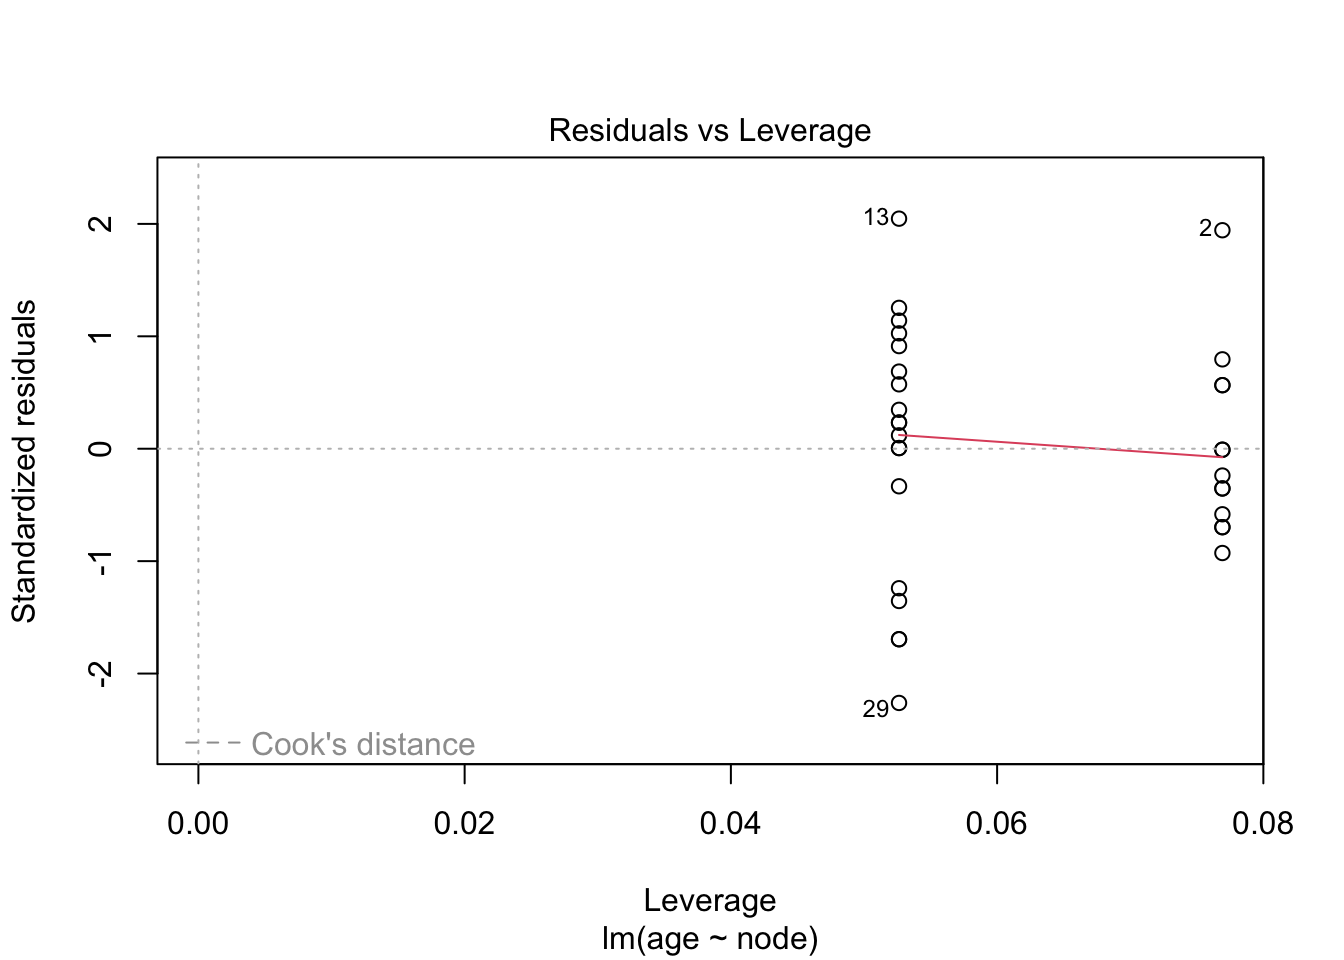 Residuals vs Leverage
Standardized residuals
2
1
0
-1
-2
13
2
29
Cook's distance
0.00 0.02 0.04 0.06 0.08
Leverage
lm(age ~ node)